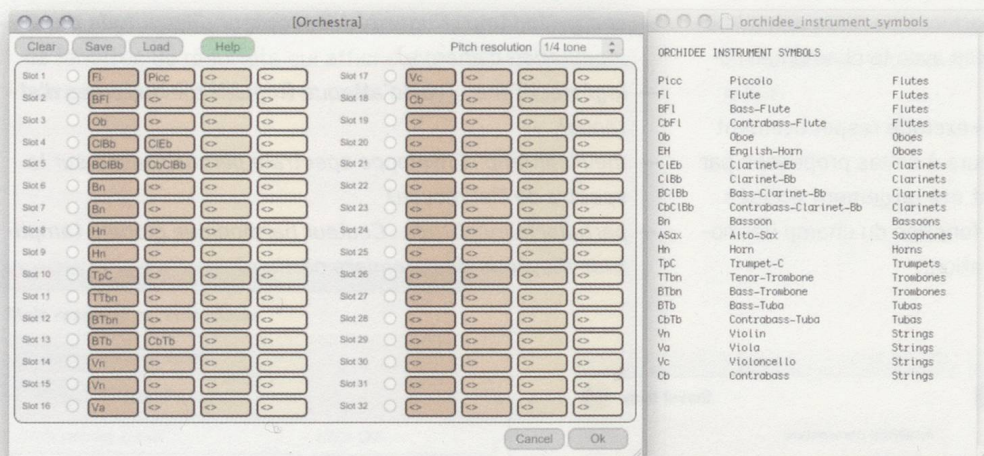 [Orchestra]
Clear Save Load Help Pitch resolution 1/4 tone
Slot 1 Fl Picc <> <>
Slot 2 BFl <> <> <>
Slot 3 Ob <> <> <>
Slot 4 ClBb ClEb <> <>
Slot 5 BClBb CbClBb <> <>
Slot 6 Bn <> <> <>
Slot 7 Bn <> <> <>
Slot 8 Hn <> <> <>
Slot 9 Hn <> <> <>
Slot 10 TpC <> <> <>
Slot 11 TTbn <> <> <>
Slot 12 BTbn <> <> <>
Slot 13 BTb CbTb <> <>
Slot 14 Vn <> <> <>
Slot 15 Vn <> <> <>
Slot 16 Va <> <> <>
Slot 17 Vc <> <> <>
Slot 18 Cb <> <> <>
Slot 19 <> <> <> <>
Slot 20 <> <> <> <>
Slot 21 <> <> <> <>
Slot 22 <> <> <> <>
Slot 23 <> <> <> <>
Slot 24 <> <> <> <>
Slot 25 <> <> <> <>
Slot 26 <> <> <> <>
Slot 27 <> <> <> <>
Slot 28 <> <> <> <>
Slot 29 <> <> <> <>
Slot 30 <> <> <> <>
Slot 31 <> <> <> <>
Slot 32 <> <> <> <>
Cancel Ok
orchidee_instrument_symbols
ORCHIDEE INSTRUMENT SYMBOLS
Picc Piccolo Flutes
Fl Flute Flutes
BFl Bass-Flute Flutes
CbFl Contrabass-Flute Flutes
Ob Oboe Oboes
EH English-Horn Oboes
ClEb Clarinet-Eb Clarinets
ClBb Clarinet-Bb Clarinets
BClBb Bass-Clarinet-Bb Clarinets
CbClBb Contrabass-Clarinet-Bb Clarinets
Bn Bassoon Bassoons
ASax Alto-Sax Saxophones
Hn Horn Horns
TpC Trumpet-C Trumpets
TTbn Tenor-Trombone Trombones
BTbn Bass-Trombone Trombones
BTb Bass-Tuba Tubas
CbTb Contrabass-Tuba Tubas
Vn Violin Strings
Va Viola Strings
Vc Violoncello Strings
Cb Contrabass Strings